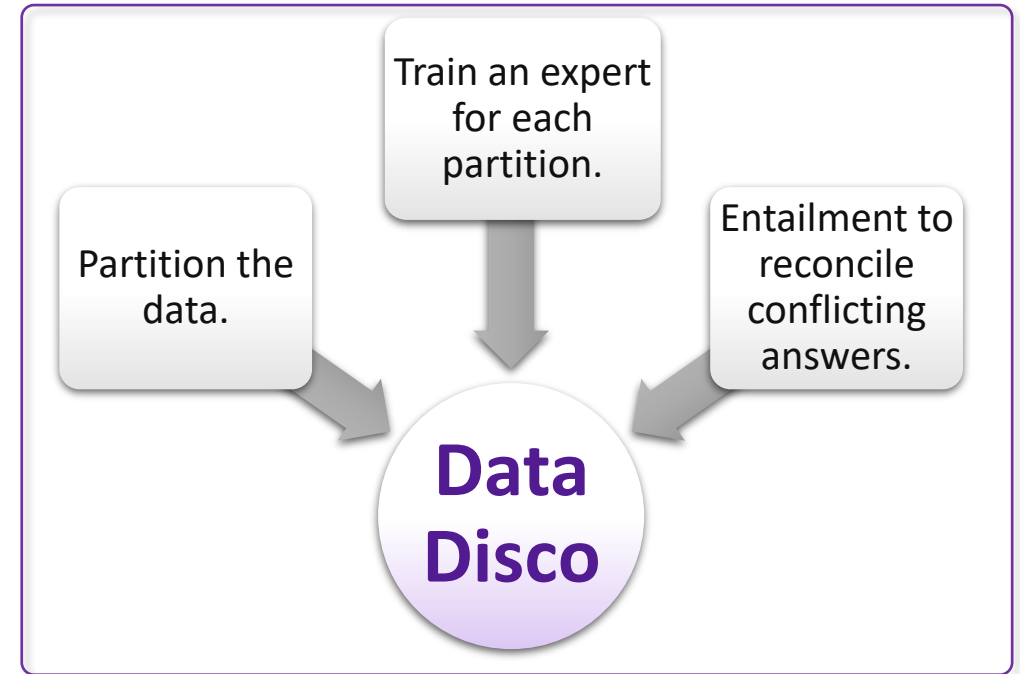 Partition the
data.
Train an expert
for each
partition.
Entailment to
reconcile
conflicting
answers.
Data
Disco